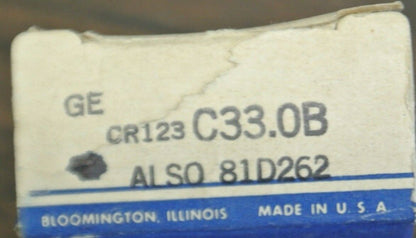 GE
CR123 C33.0B
ALSO 81D262
BLOOMINGTON, ILLINOIS MADE IN U. S. A.